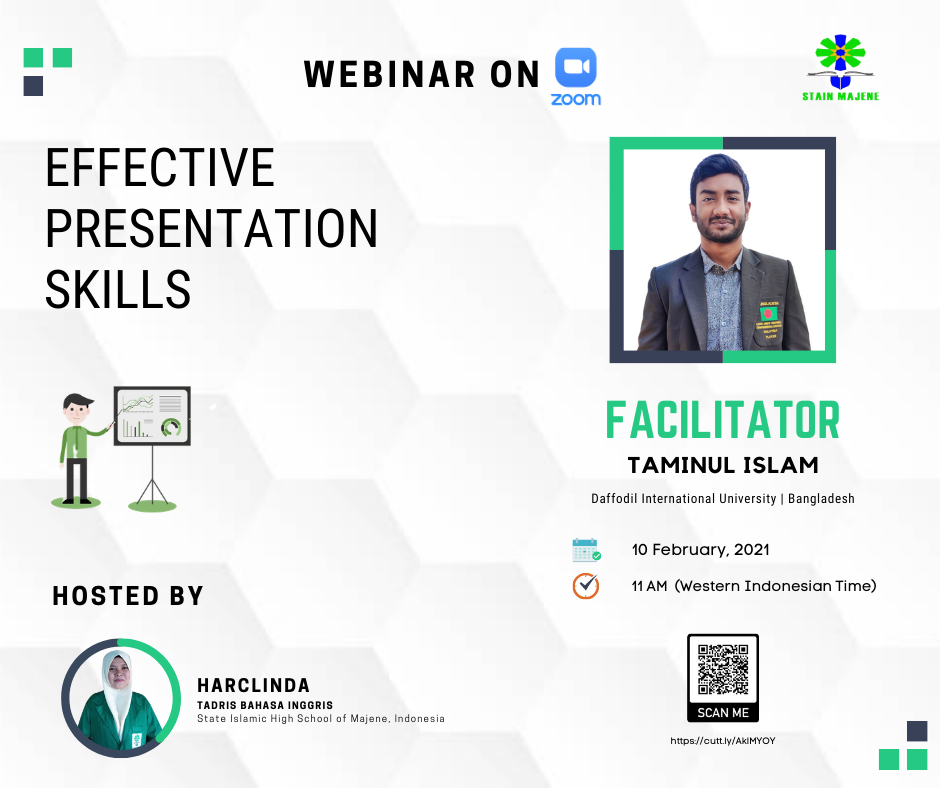 WEBINAR ON
zoom
STAIN MAJENE
EFFECTIVE
PRESENTATION
SKILLS
FACILITATOR
TAMINUL ISLAM
Daffodil International University | Bangladesh
10 February, 2021
11 AM (Western Indonesian Time)
HOSTED BY
HARCLINDA
TADRIS BAHASA INGGRIS
State Islamic High School of Majene, Indonesia
SCAN ME
https://cutt.ly/AklMYOY